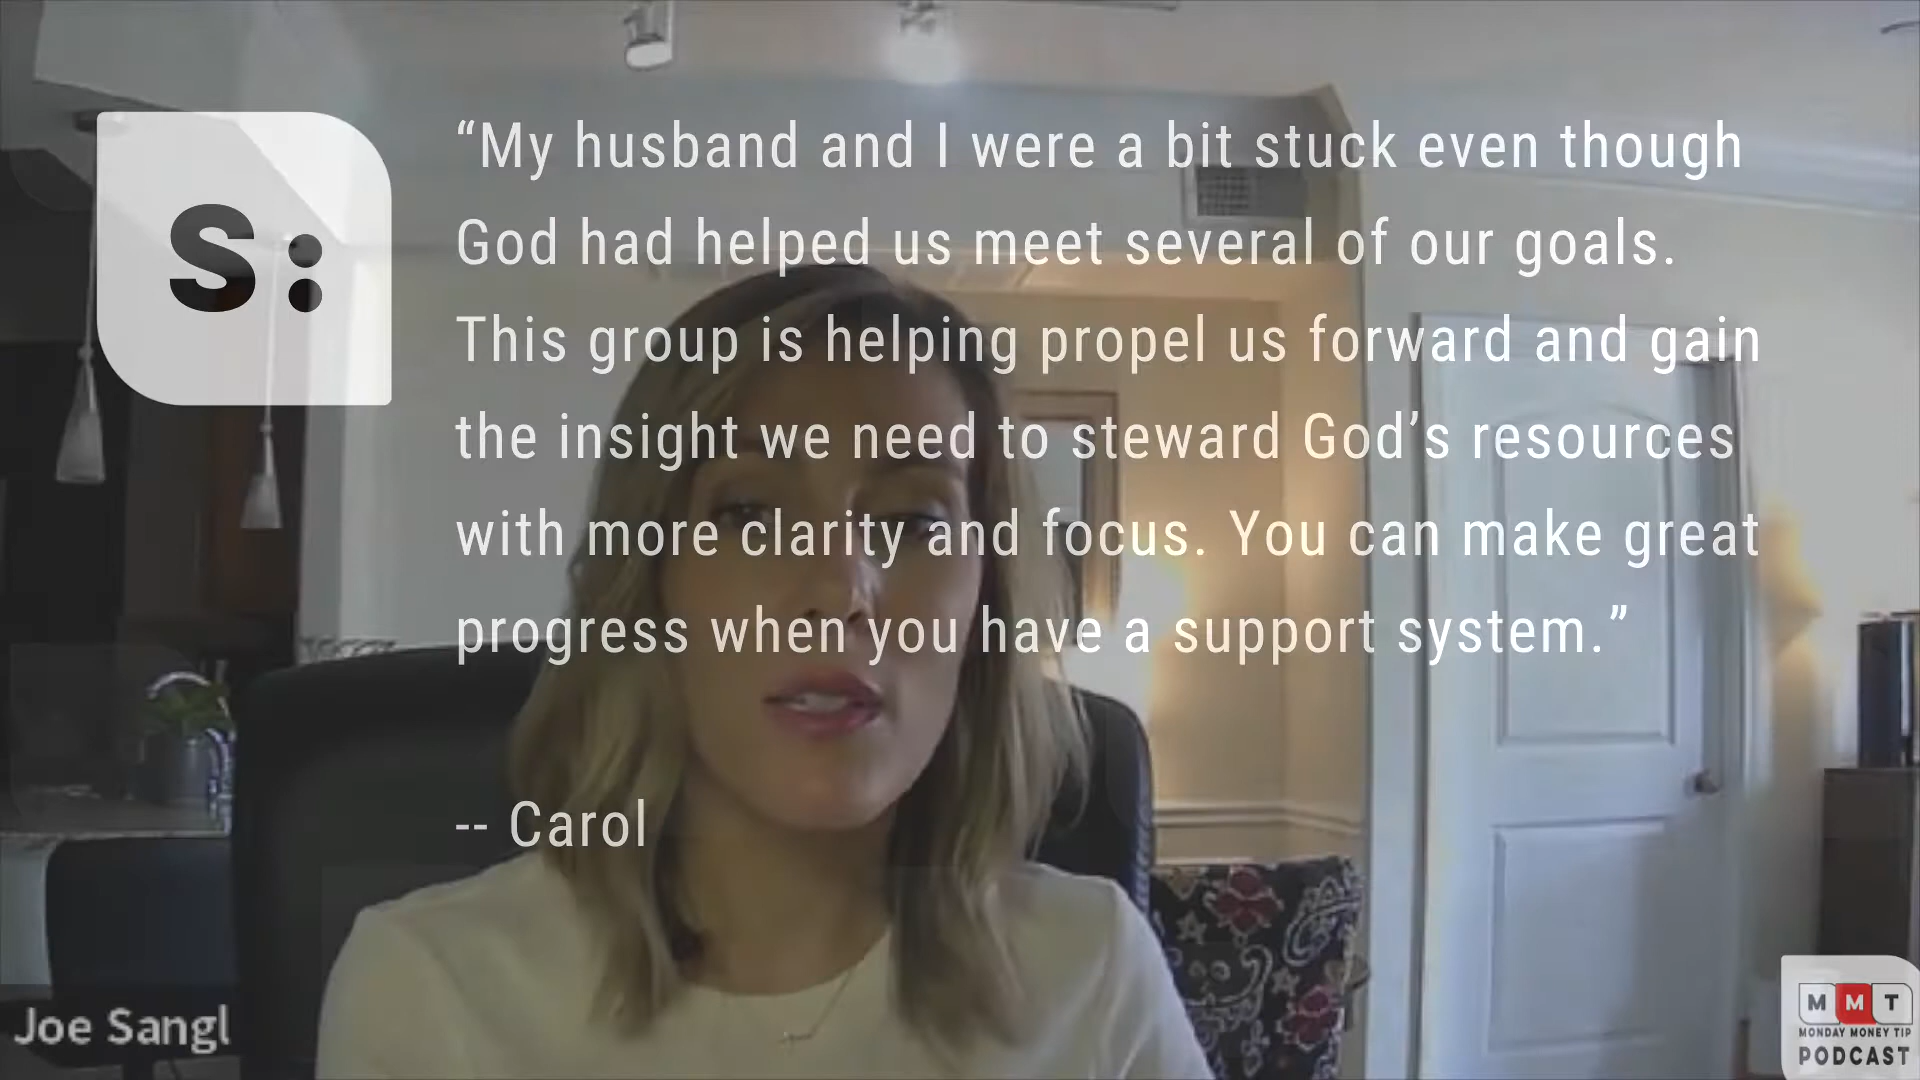 S:
“My husband and I were a bit stuck even though
God had helped us meet several of our goals.
This group is helping propel us forward and gain
the insight we need to steward God’s resources
with more clarity and focus. You can make great
progress when you have a support system.”
-- Carol
Joe Sangl
MMT
MONDAY MONEY TIP
PODCAST